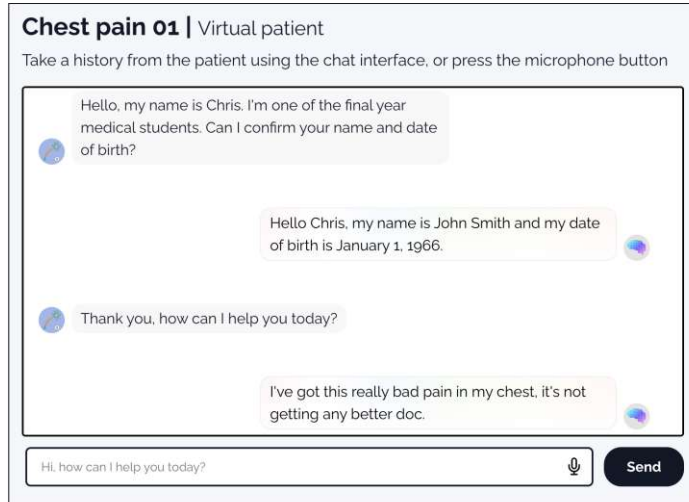 Chest pain 01 | Virtual patient
Take a history from the patient using the chat interface, or press the microphone button
Hello, my name is Chris. I'm one of the final year
medical students. Can I confirm your name and date
of birth?
Hello Chris, my name is John Smith and my date
of birth is January 1, 1966.
Thank you, how can I help you today?
I've got this really bad pain in my chest, it's not
getting any better doc.
Hi, how can I help you today?
Send